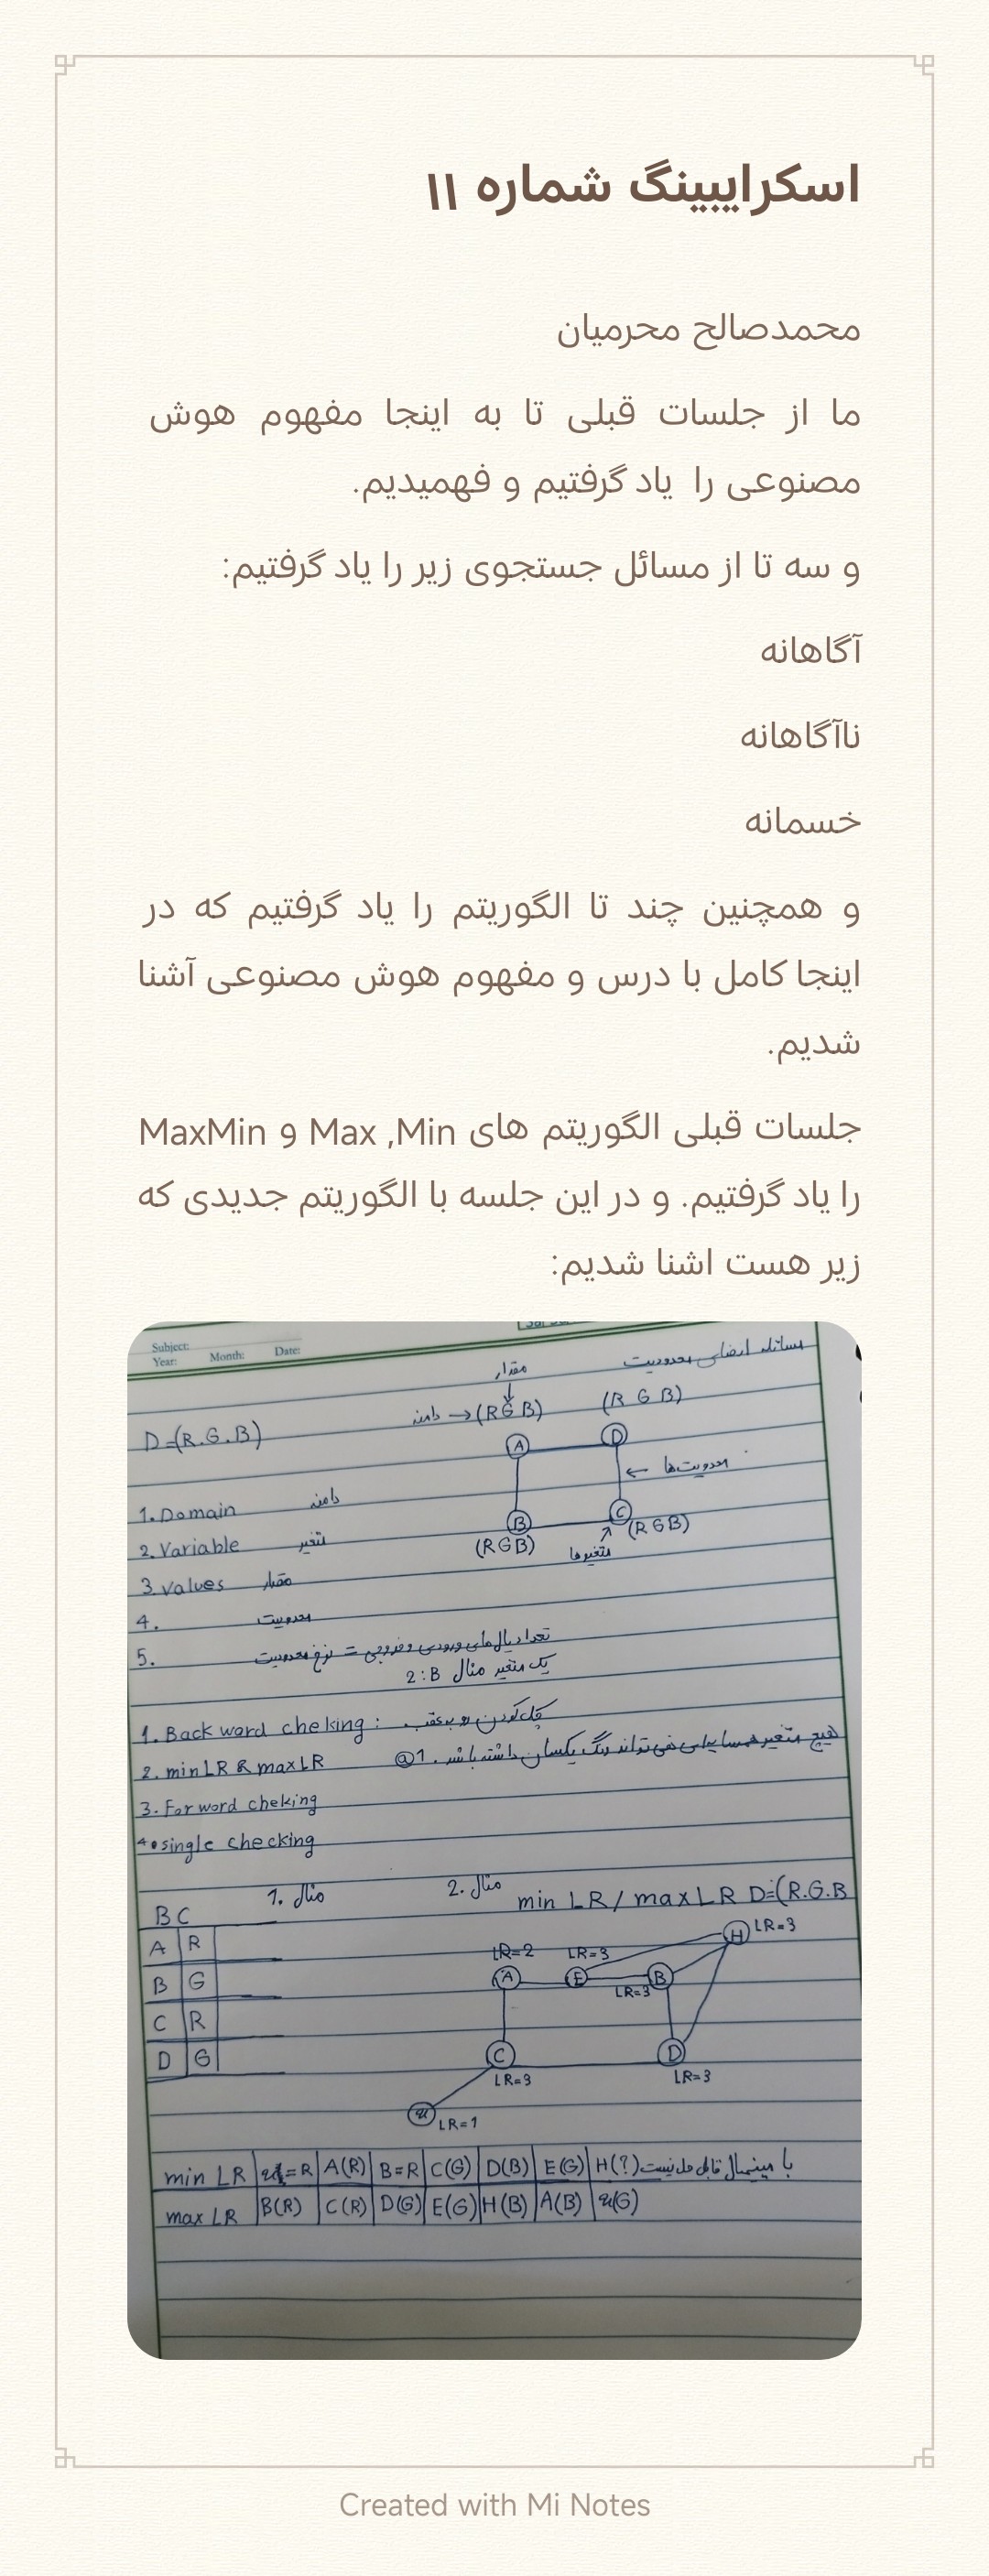 اسکرایبینگ شماره ۱۱
محمدصالح محرمیان
ما از جلسات قبلی تا به اینجا مفهوم هوش
مصنوعی را یاد گرفتیم و فهمیدیم.
و سه تا از مسائل جستجوی زیر را یاد گرفتیم:
آگاهانه
ناآگاهانه
خسمانه
و همچنین چند تا الگوریتم را یاد گرفتیم که در
اینجا کامل با درس و مفهوم هوش مصنوعی آشنا
شدیم.
جلسات قبلی الگوریتم های Max ,Min و MaxMin
را یاد گرفتیم. و در این جلسه با الگوریتم جدیدی که
زیر هست اشنا شدیم:
Subject:
Year: Month: Date:
مسائله ارضای محدودیت
مقدار
(R G B)
دامنه → (RGB)
D=(R.G.B)
A D
← محدودیت‌ها
1. Domain دامنه
B C
(RGB) (RGB)
2. Variable متغیر
متغیرها
3. Values مقدار
4. محدودیت
5. تعداد یال‌های ورودی و خروجی = نرخ محدودیت
یک متغیر مثال 2:B
1. Back word cheking : چک کردن رو به عقب.
2. min LR & max LR @1. هیچ متغیر همسایه‌ای نمی‌تواند رنگ یکسان داشته باشد
3. For word cheking
4. single checking
مثال .1 مثال .2 min LR / max LR D=(R.G.B
BC
A R
B G
C R
D G
H LR=3
LR=2 LR=3
A E B
LR=3
C D
LR=3 LR=3
LR=1
min LR =R A(R) B=R C(G) D(B) E(G) H(?) با مینیمال قابل حل نیست
max LR B(R) C(R) D(G) E(G) H(B) A(B) (G)
Created with Mi Notes